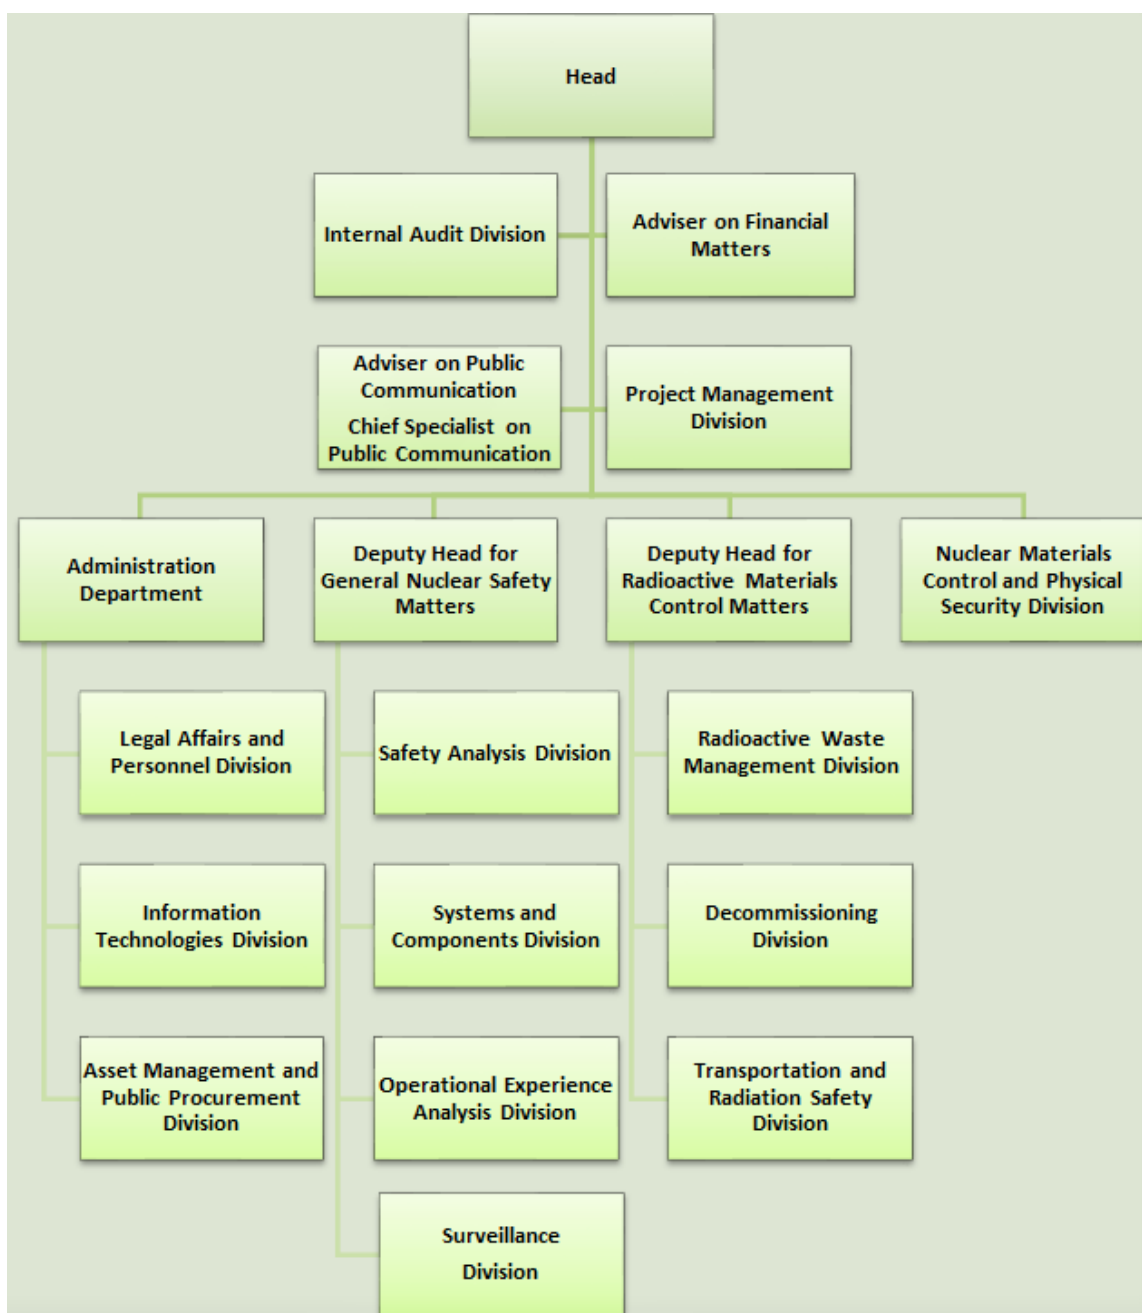 Head
Internal Audit Division
Adviser on Financial
Matters
Adviser on Public
Communication
Chief Specialist on
Public Communication
Project Management
Division
Administration
Department
Deputy Head for
General Nuclear Safety
Matters
Deputy Head for
Radioactive Materials
Control Matters
Nuclear Materials
Control and Physical
Security Division
Legal Affairs and
Personnel Division
Safety Analysis Division
Radioactive Waste
Management Division
Information
Technologies Division
Systems and
Components Division
Decommissioning
Division
Asset Management and
Public Procurement
Division
Operational Experience
Analysis Division
Transportation and
Radiation Safety
Division
Surveillance
Division